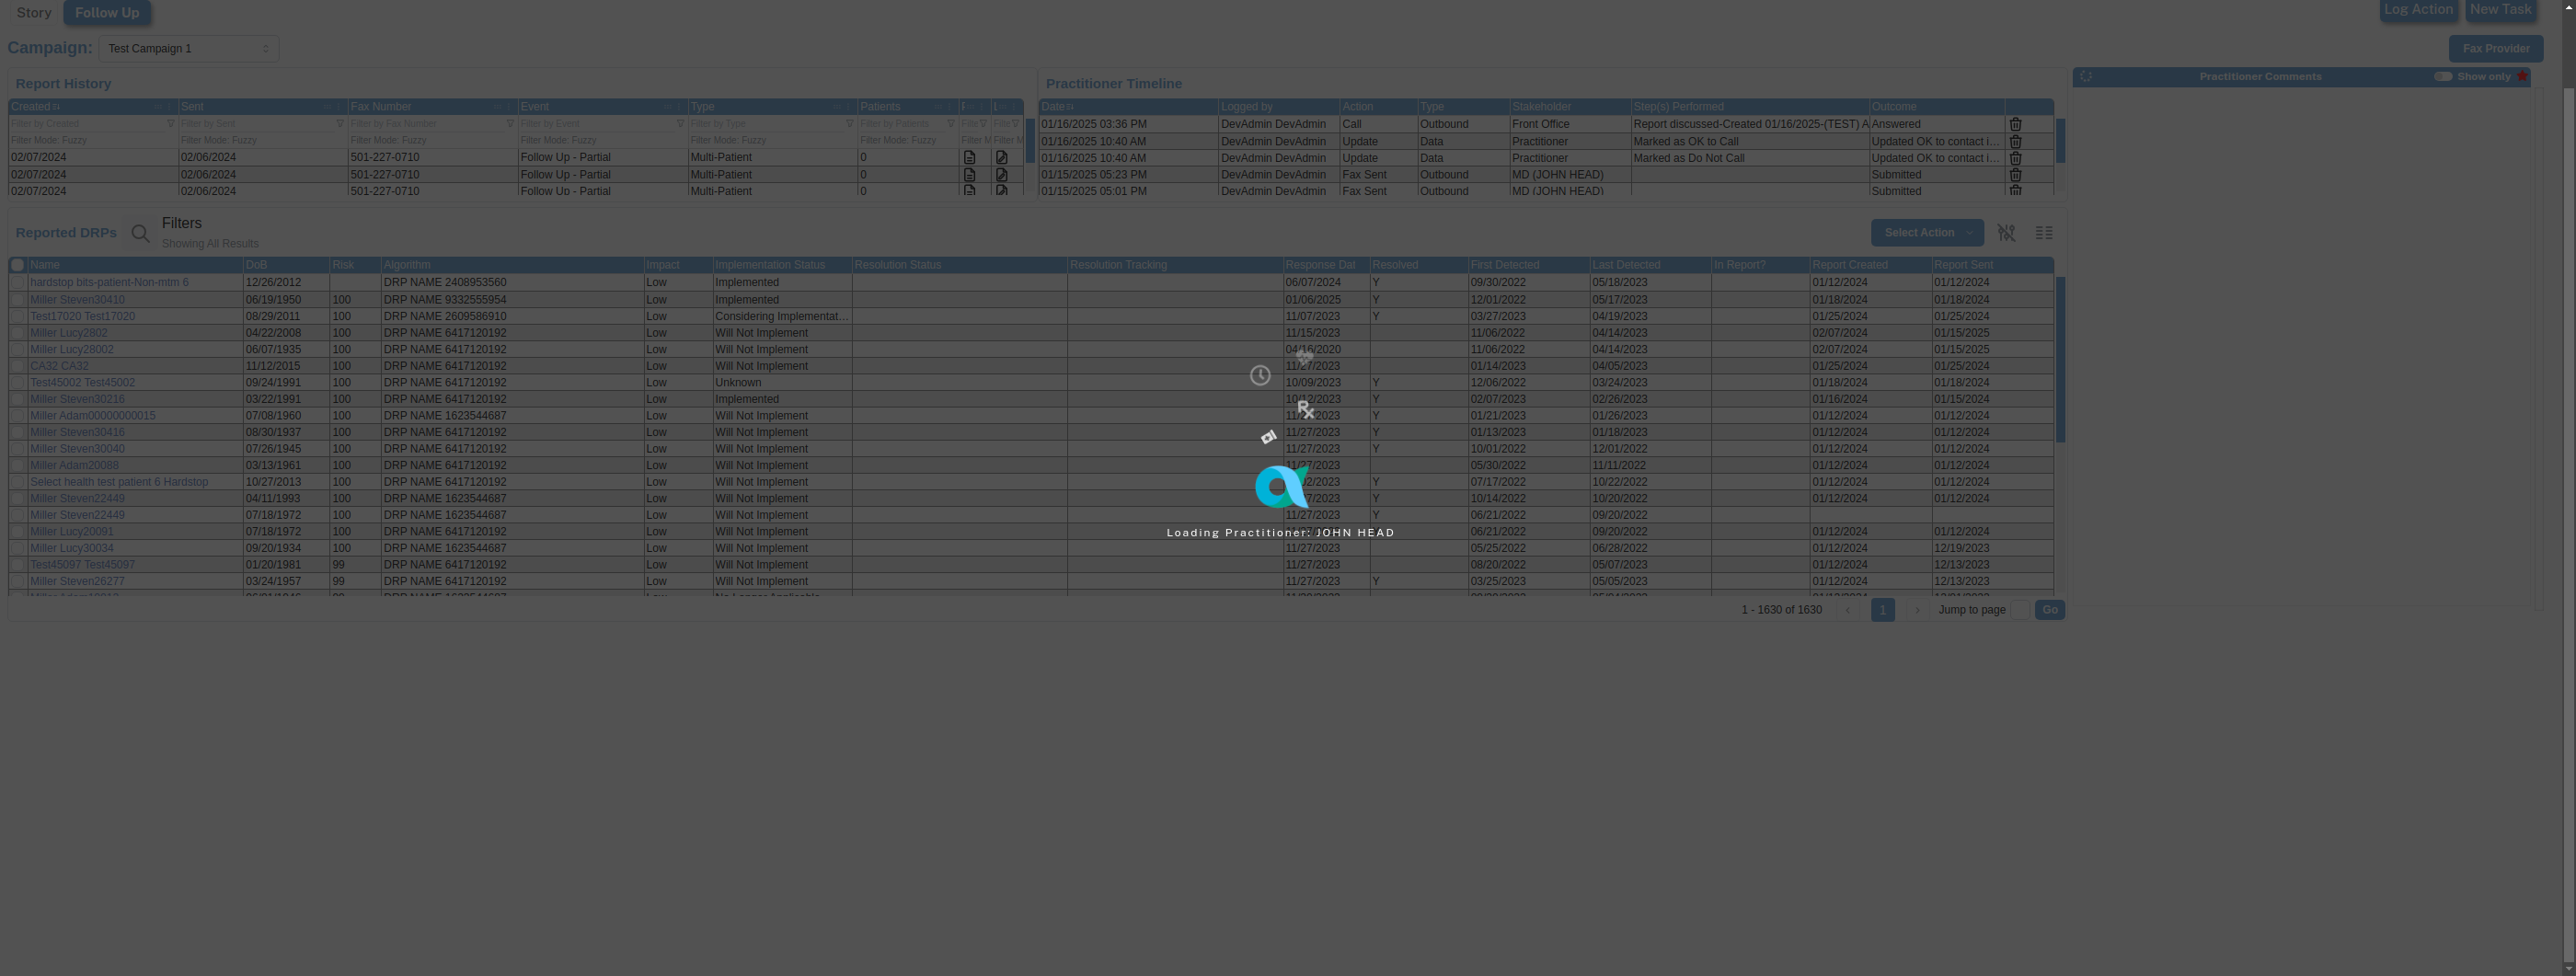 Story Follow Up Log Action New Task
Campaign: Test Campaign 1 Fax Provider
Report History
Created Sent Fax Number Event Type Patients
Filter by Created Filter by Sent Filter by Fax Number Filter by Event Filter by Type Filter by Patients Filte Filte
Filter Mode: Fuzzy Filter Mode: Fuzzy Filter Mode: Fuzzy Filter Mode: Fuzzy Filter Mode: Fuzzy Filter Mode: Fuzzy Filter M Filter M
02/07/2024 02/06/2024 501-227-0710 Follow Up - Partial Multi-Patient 0
02/07/2024 02/06/2024 501-227-0710 Follow Up - Partial Multi-Patient 0
02/07/2024 02/06/2024 501-227-0710 Follow Up - Partial Multi-Patient 0
Practitioner Timeline
Date Logged by Action Type Stakeholder Step(s) Performed Outcome
01/16/2025 03:36 PM DevAdmin DevAdmin Call Outbound Front Office Report discussed-Created 01/16/2025-(TEST) A Answered
01/16/2025 10:40 AM DevAdmin DevAdmin Update Data Practitioner Marked as OK to Call Updated OK to contact i...
01/16/2025 10:40 AM DevAdmin DevAdmin Update Data Practitioner Marked as Do Not Call Updated OK to contact i...
01/15/2025 05:23 PM DevAdmin DevAdmin Fax Sent Outbound MD (JOHN HEAD) Submitted
01/15/2025 05:01 PM DevAdmin DevAdmin Fax Sent Outbound MD (JOHN HEAD) Submitted
Practitioner Comments Show only
Reported DRPs Filters
Showing All Results
Select Action
Name DoB Risk Algorithm Impact Implementation Status Resolution Status Resolution Tracking Response Dat Resolved First Detected Last Detected In Report? Report Created Report Sent
hardstop bits-patient-Non-mtm 6 12/26/2012 DRP NAME 2408953560 Low Implemented 06/07/2024 Y 09/30/2022 05/18/2023 01/12/2024 01/12/2024
Miller Steven30410 06/19/1950 100 DRP NAME 9332555954 Low Implemented 01/06/2025 Y 12/01/2022 05/17/2023 01/18/2024 01/18/2024
Test17020 Test17020 08/29/2011 100 DRP NAME 2609586910 Low Considering Implementat... 11/07/2023 Y 03/27/2023 04/19/2023 01/25/2024 01/25/2024
Miller Lucy2802 04/22/2008 100 DRP NAME 6417120192 Low Will Not Implement 11/15/2023 11/06/2022 04/14/2023 02/07/2024 01/15/2025
Miller Lucy28002 06/07/1935 100 DRP NAME 6417120192 Low Will Not Implement 04/16/2020 11/06/2022 04/14/2023 02/07/2024 01/15/2025
CA32 CA32 11/12/2015 100 DRP NAME 6417120192 Low Will Not Implement 11/27/2023 01/14/2023 04/05/2023 01/25/2024 01/25/2024
Test45002 Test45002 09/24/1991 100 DRP NAME 6417120192 Low Unknown 10/09/2023 Y 12/06/2022 03/24/2023 01/18/2024 01/18/2024
Miller Steven30216 03/22/1991 100 DRP NAME 6417120192 Low Implemented 10/12/2023 Y 02/07/2023 02/26/2023 01/16/2024 01/15/2024
Miller Adam00000000015 07/08/1960 100 DRP NAME 1623544687 Low Will Not Implement Y 01/21/2023 01/26/2023 01/12/2024 01/12/2024
Miller Steven30416 08/30/1937 100 DRP NAME 6417120192 Low Will Not Implement 11/27/2023 Y 01/13/2023 01/18/2023 01/12/2024 01/12/2024
Miller Steven30040 07/26/1945 100 DRP NAME 6417120192 Low Will Not Implement 11/27/2023 Y 10/01/2022 12/01/2022 01/12/2024 01/12/2024
Miller Adam20088 03/13/1961 100 DRP NAME 6417120192 Low Will Not Implement 11/27/2023 05/30/2022 11/11/2022 01/12/2024 01/12/2024
Select health test patient 6 Hardstop 10/27/2013 100 DRP NAME 6417120192 Low Will Not Implement Y 07/17/2022 10/22/2022 01/12/2024 01/12/2024
Miller Steven22449 04/11/1993 100 DRP NAME 1623544687 Low Will Not Implement Y 10/14/2022 10/20/2022 01/12/2024 01/12/2024
Miller Steven22449 07/18/1972 100 DRP NAME 1623544687 Low Will Not Implement 11/27/2023 Y 06/21/2022 09/20/2022
Miller Lucy20091 07/18/1972 100 DRP NAME 6417120192 Low Will Not Implement 06/21/2022 09/20/2022 01/12/2024 01/12/2024
Loading Practitioner: JOHN HEAD
Miller Lucy30034 09/20/1934 100 DRP NAME 1623544687 Low Will Not Implement 11/27/2023 05/25/2022 06/28/2022 01/12/2024 12/19/2023
Test45097 Test45097 01/20/1981 99 DRP NAME 6417120192 Low Will Not Implement 11/27/2023 08/20/2022 05/07/2023 01/12/2024 12/13/2023
Miller Steven26277 03/24/1957 99 DRP NAME 6417120192 Low Will Not Implement 11/27/2023 Y 03/25/2023 05/05/2023 01/12/2024 12/13/2023
1 - 1630 of 1630 1 Jump to page Go